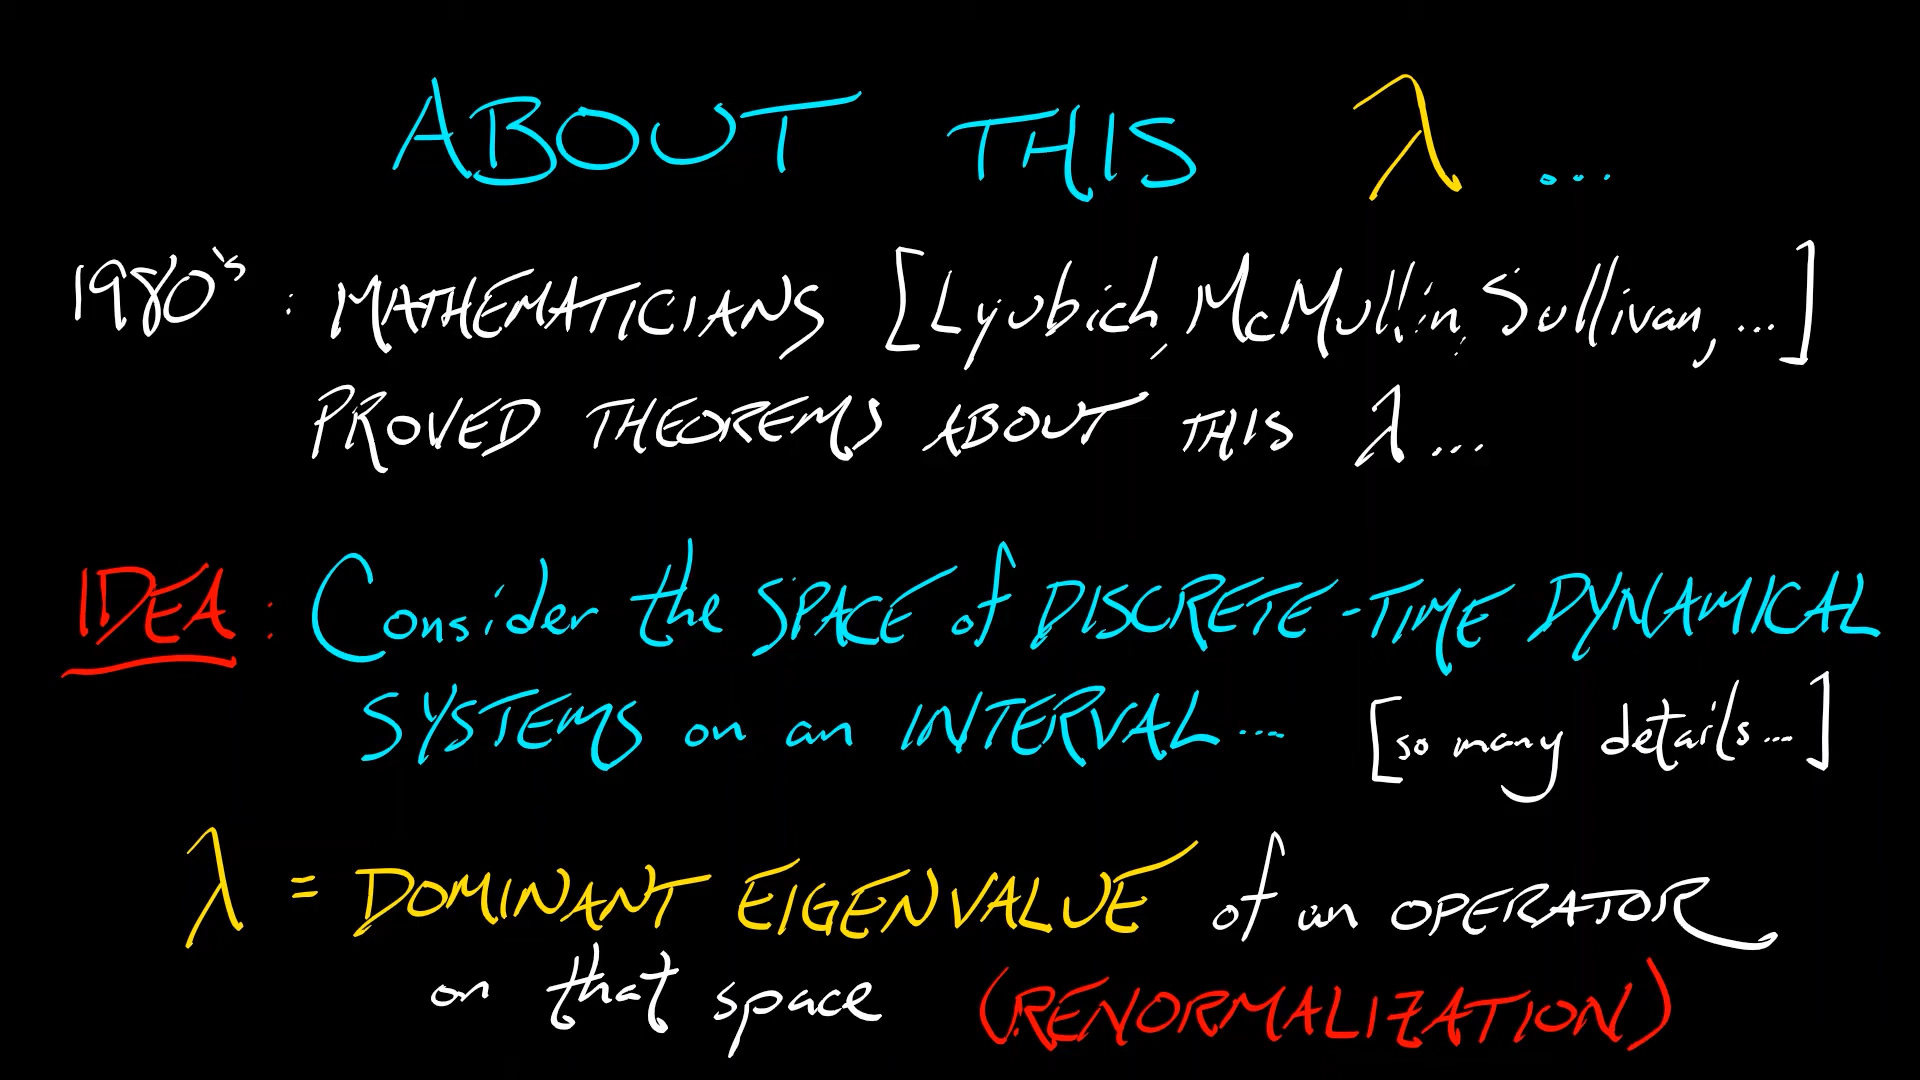 ABOUT THIS λ ...
1980's : MATHEMATICIANS [Lyubich, McMullin, Sullivan, ...]
PROVED THEOREMS ABOUT THIS λ...
IDEA : Consider the SPACE of DISCRETE-TIME DYNAMICAL
SYSTEMS on an INTERVAL... [so many details...]
λ = DOMINANT EIGENVALUE of an OPERATOR
on that space (RENORMALIZATION)